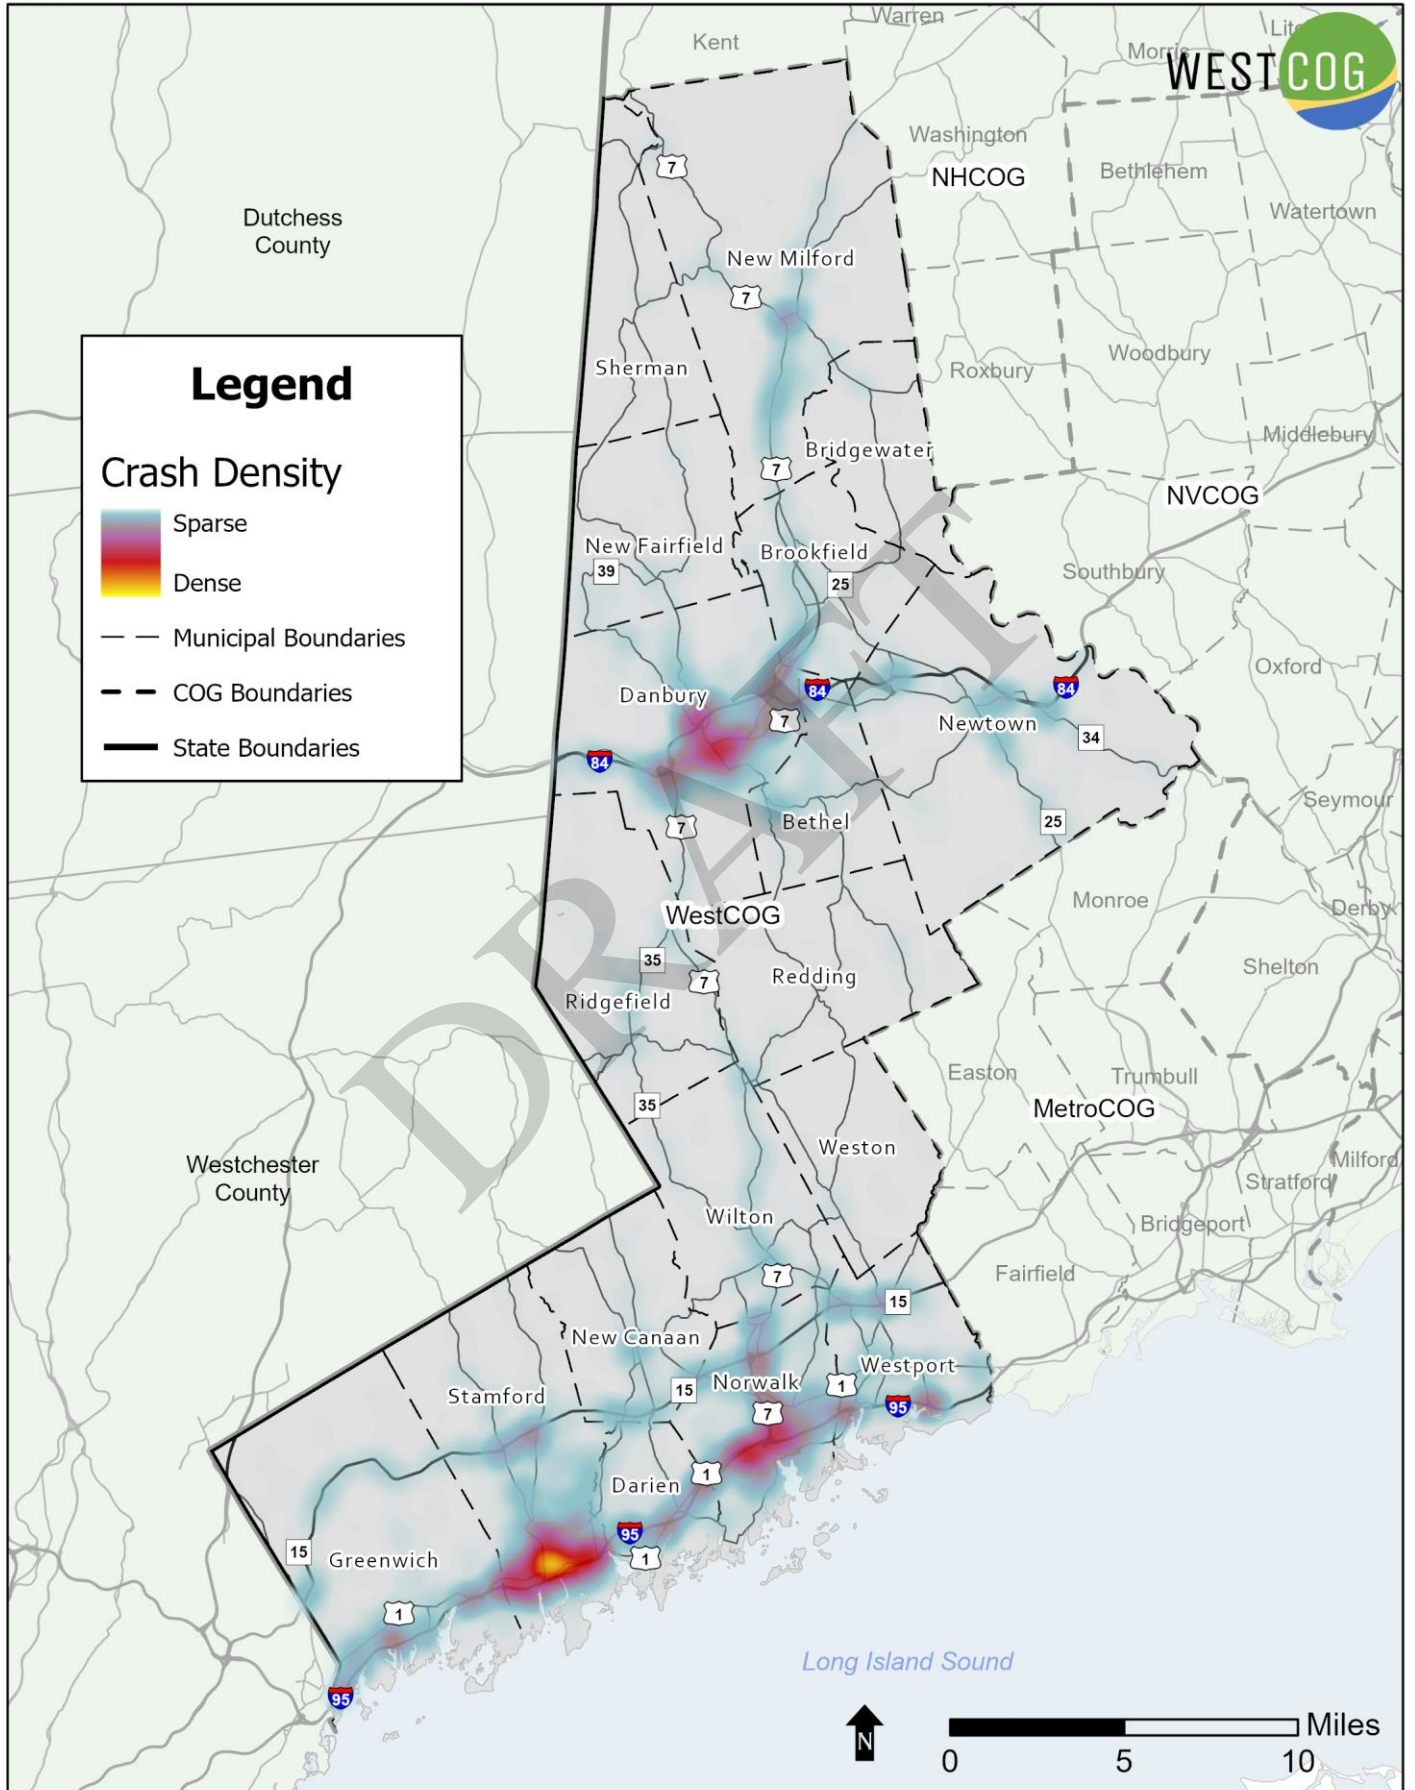 Warren
Kent
Lit
Morris
WESTCOG
Washington
NHCOG
Bethlehem
7
Watertown
Dutchess
County
New Milford
7
Legend
Crash Density
Sparse
Dense
Municipal Boundaries
COG Boundaries
State Boundaries
Sherman
Woodbury
Roxbury
Bridgewater
Middlebury
7
NVCOG
New Fairfield
Brookfield
39
25
Southbury
Oxford
Danbury
84
84
7
Newtown
34
84
Seymour
7
Bethel
25
Monroe
Derby
WestCOG
DRAFT
35
7
Redding
Shelton
Ridgefield
Easton
Trumbull
35
MetroCOG
Weston
Westchester
County
Milford
Stratford
Wilton
Bridgeport
7
Fairfield
15
New Canaan
Westport
Stamford
15
Norwalk
1
7
95
1
Darien
95
1
15
Greenwich
1
Long Island Sound
95
N
Miles
0 5 10